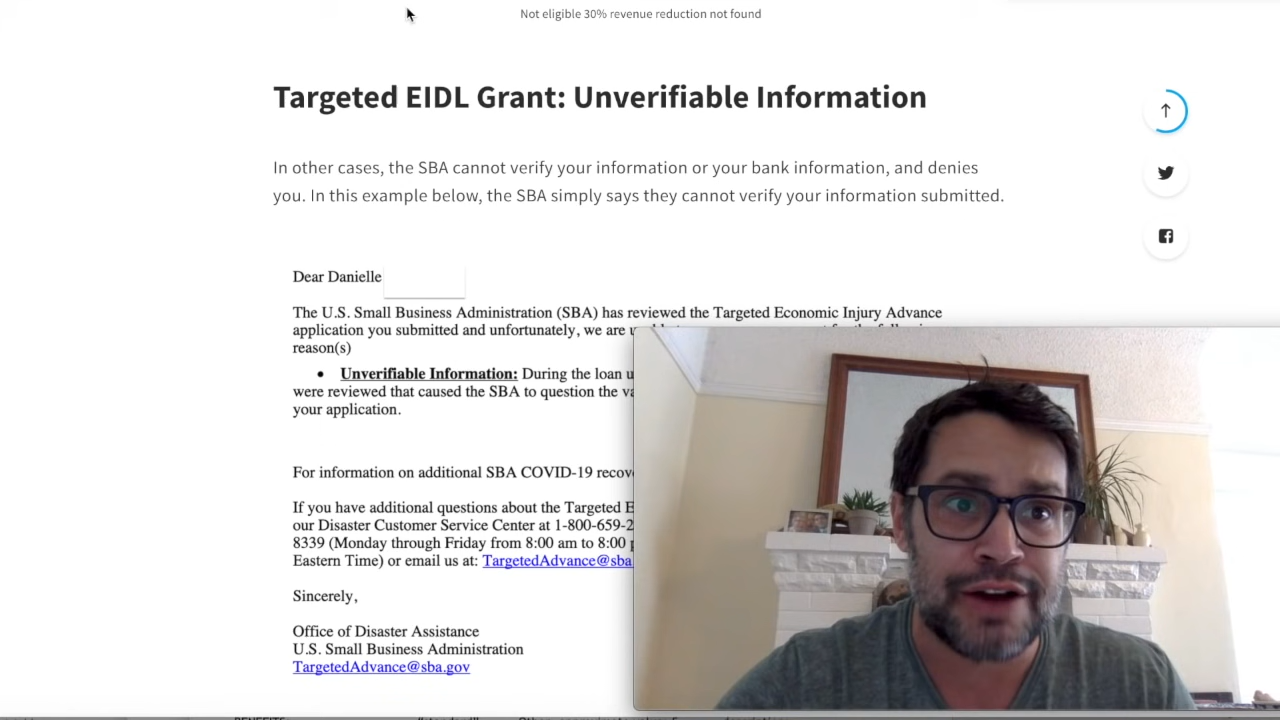 Not eligible 30% revenue reduction not found
Targeted EIDL Grant: Unverifiable Information
In other cases, the SBA cannot verify your information or your bank information, and denies
you. In this example below, the SBA simply says they cannot verify your information submitted.
Dear Danielle
The U.S. Small Business Administration (SBA) has reviewed the Targeted Economic Injury Advance
application you submitted and unfortunately, we are
reason(s)
• Unverifiable Information: During the loan
were reviewed that caused the SBA to question the
your application.
For information on additional SBA COVID-19
If you have additional questions about the Targeted
our Disaster Customer Service Center at 1-800-659-2
8339 (Monday through Friday from 8:00 am to 8:00
Eastern Time) or email us at: TargetedAdvance@sba
Sincerely,
Office of Disaster Assistance
U.S. Small Business Administration
TargetedAdvance@sba.gov